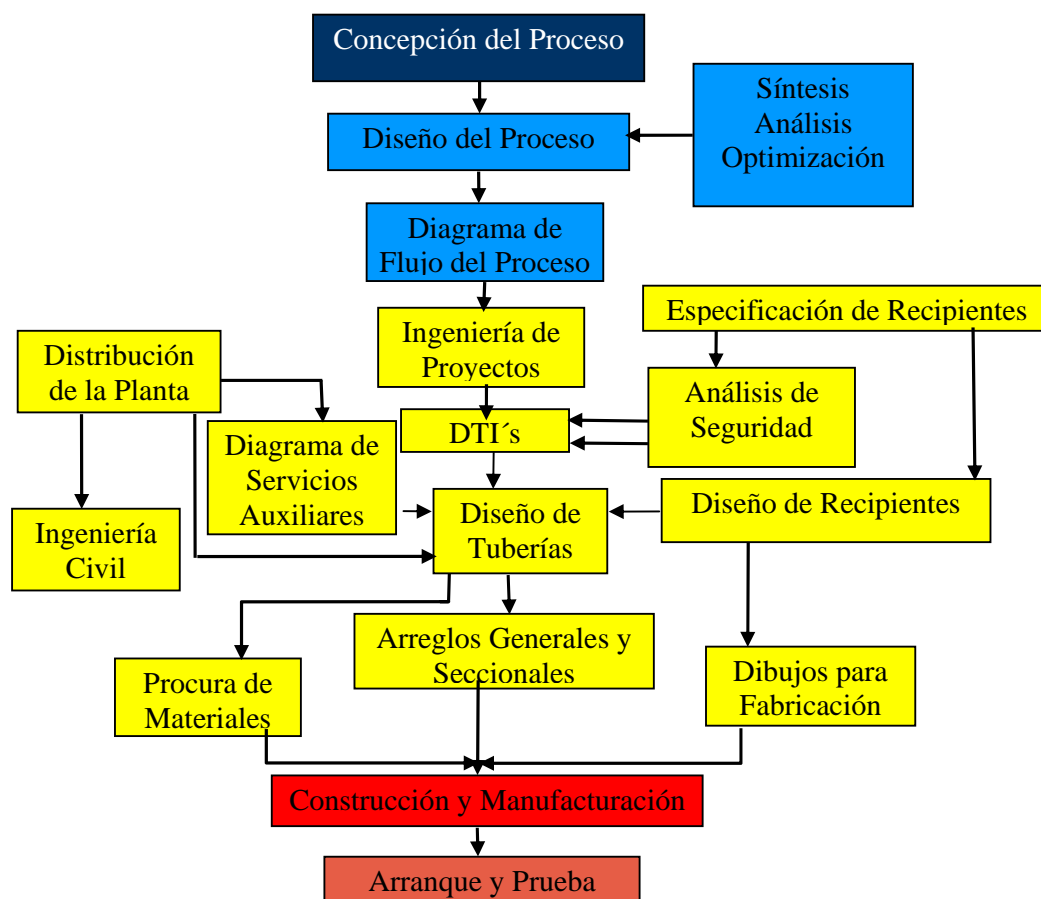 Concepción del Proceso
Síntesis
Análisis
Optimización
Diseño del Proceso
Diagrama de
Flujo del Proceso
Especificación de Recipientes
Ingeniería de
Proyectos
Distribución
de la Planta
Análisis de
Seguridad
DTI´s
Diagrama de
Servicios
Auxiliares
Diseño de
Tuberías
Diseño de Recipientes
Ingeniería
Civil
Arreglos Generales y
Seccionales
Procura de
Materiales
Dibujos para
Fabricación
Construcción y Manufacturación
Arranque y Prueba